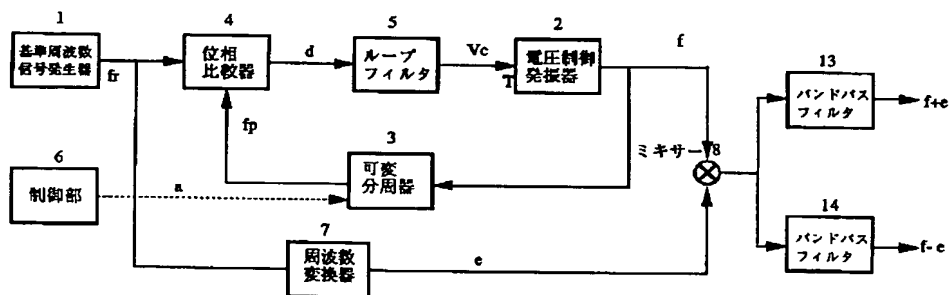 1
基準周波数
信号発生器
fr
4
位相
比較器
d
5
ループ
フィルタ
Vc
T
2
電圧制御
発振器
f
13
バンドパス
フィルタ
f+e
fp
3
可変
分周器
ミキサー 8
6
制御部
a
7
周波数
変換器
e
14
バンドパス
フィルタ
f-e